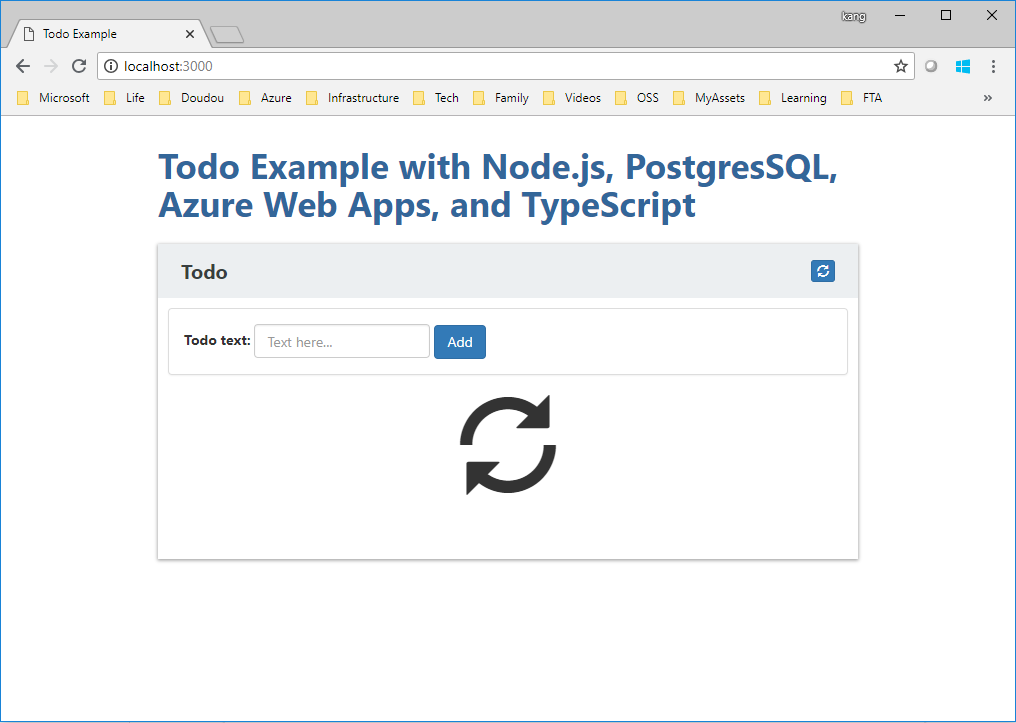 kang
Todo Example
localhost:3000
Microsoft Life Doudou Azure Infrastructure Tech Family Videos OSS MyAssets Learning FTA »
Todo Example with Node.js, PostgresSQL,
Azure Web Apps, and TypeScript
Todo
Todo text: Text here... Add